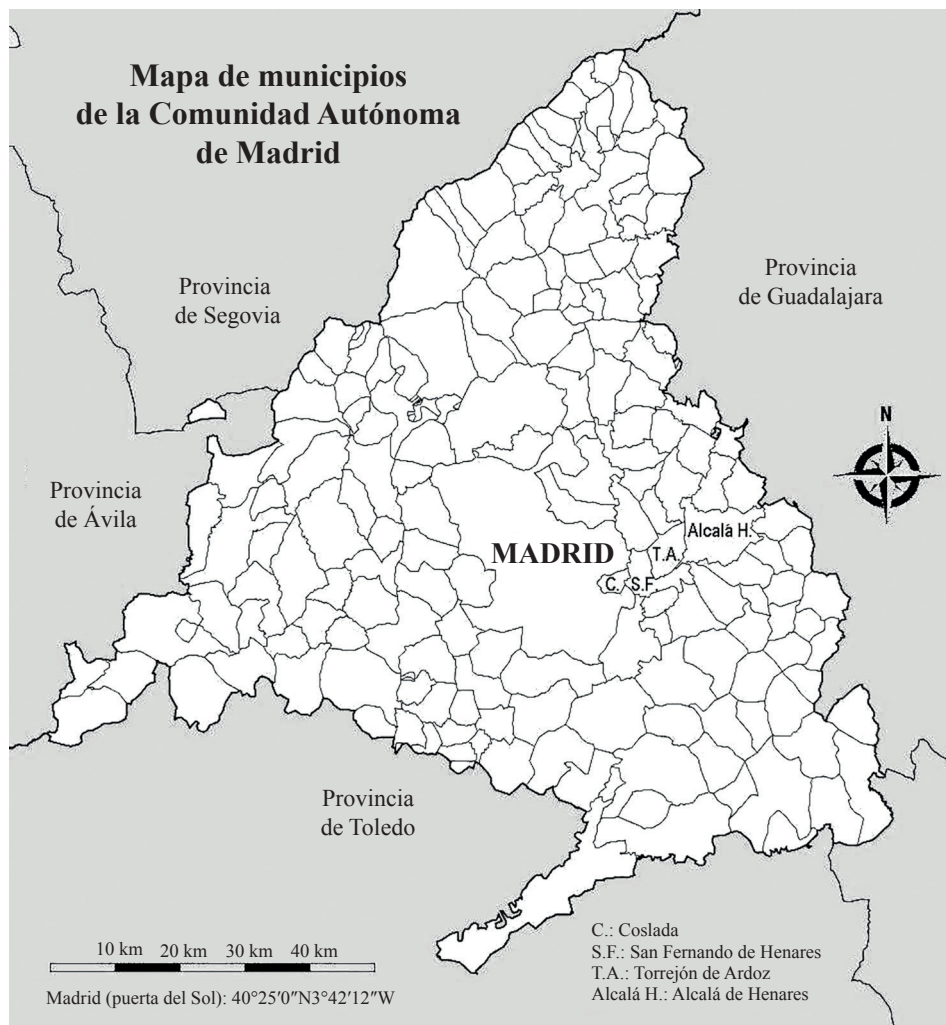 Mapa de municipios
de la Comunidad Autónoma
de Madrid
Provincia
de Segovia
Provincia
de Guadalajara
N
Provincia
de Ávila
Alcalá H.
MADRID
T.A.
C.
S.F.
Provincia
de Toledo
C.: Coslada
S.F.: San Fernando de Henares
T.A.: Torrejón de Ardoz
Alcalá H.: Alcalá de Henares
10 km 20 km 30 km 40 km
Madrid (puerta del Sol): 40°25′0″N3°42′12″W